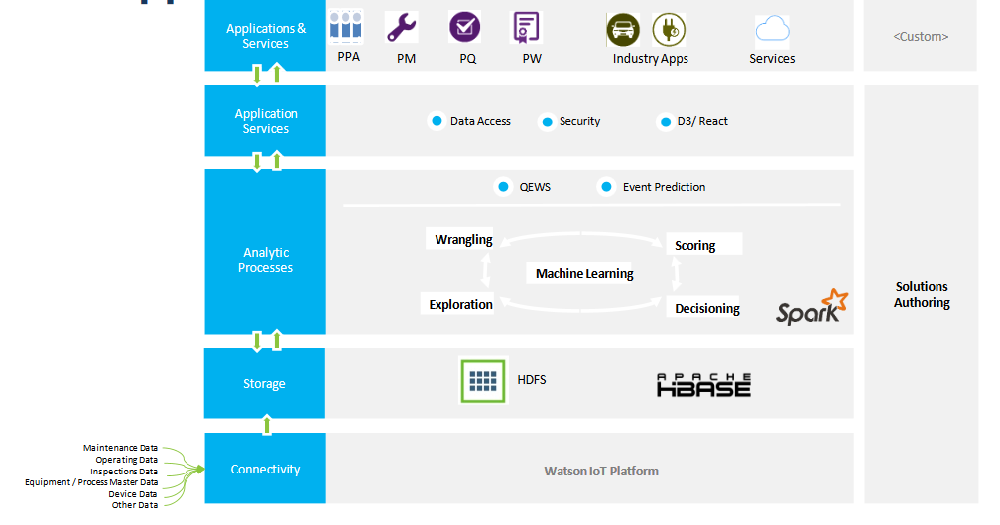 Applications &
Services
PPA
PM
PQ
PW
Industry Apps
Services
<Custom>
Application
Services
Data Access
Security
D3/ React
Analytic
Processes
QEWS
Event Prediction
Wrangling
Scoring
Machine Learning
Exploration
Decisioning
Spark
Solutions
Authoring
Storage
HDFS
APACHE
HBASE
Connectivity
Watson IoT Platform
Maintenance Data
Operating Data
Inspections Data
Equipment / Process Master Data
Device Data
Other Data